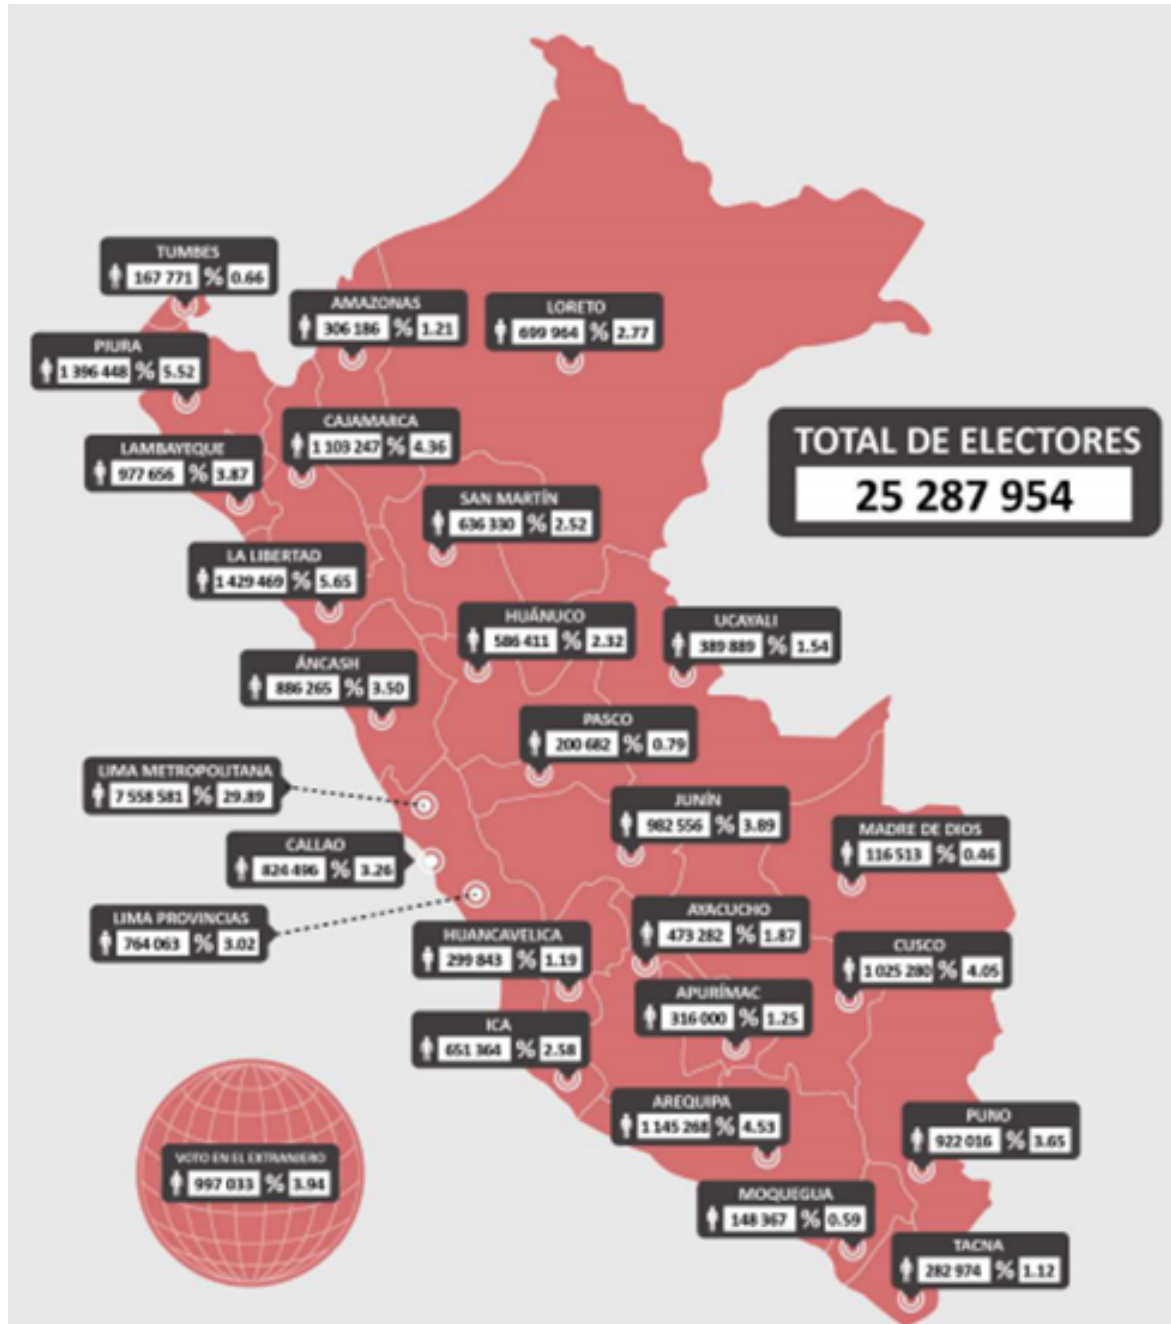 TUMBES
167 771 % 0.66
AMAZONAS
306 186 % 1.21
LORETO
699 964 % 2.77
PIURA
1 396 448 % 5.52
CAJAMARCA
1 103 247 % 4.36
LAMBAYEQUE
977 656 % 3.87
TOTAL DE ELECTORES
25 287 954
SAN MARTÍN
636 330 % 2.52
LA LIBERTAD
1 429 469 % 5.65
HUÁNUCO
586 411 % 2.32
UCAYALI
389 889 % 1.54
ÁNCASH
886 265 % 3.50
PASCO
200 682 % 0.79
LIMA METROPOLITANA
7 558 581 % 29.89
JUNÍN
982 556 % 3.89
MADRE DE DIOS
116 513 % 0.46
CALLAO
824 496 % 3.26
LIMA PROVINCIAS
764 063 % 3.02
AYACUCHO
473 282 % 1.87
HUANCAVELICA
299 843 % 1.19
CUSCO
1 025 280 % 4.05
APURÍMAC
316 000 % 1.25
ICA
651 364 % 2.58
AREQUIPA
1 145 268 % 4.53
PUNO
922 016 % 3.65
VOTO EN EL EXTRANJERO
997 033 % 3.94
MOQUEGUA
148 367 % 0.59
TACNA
282 974 % 1.12